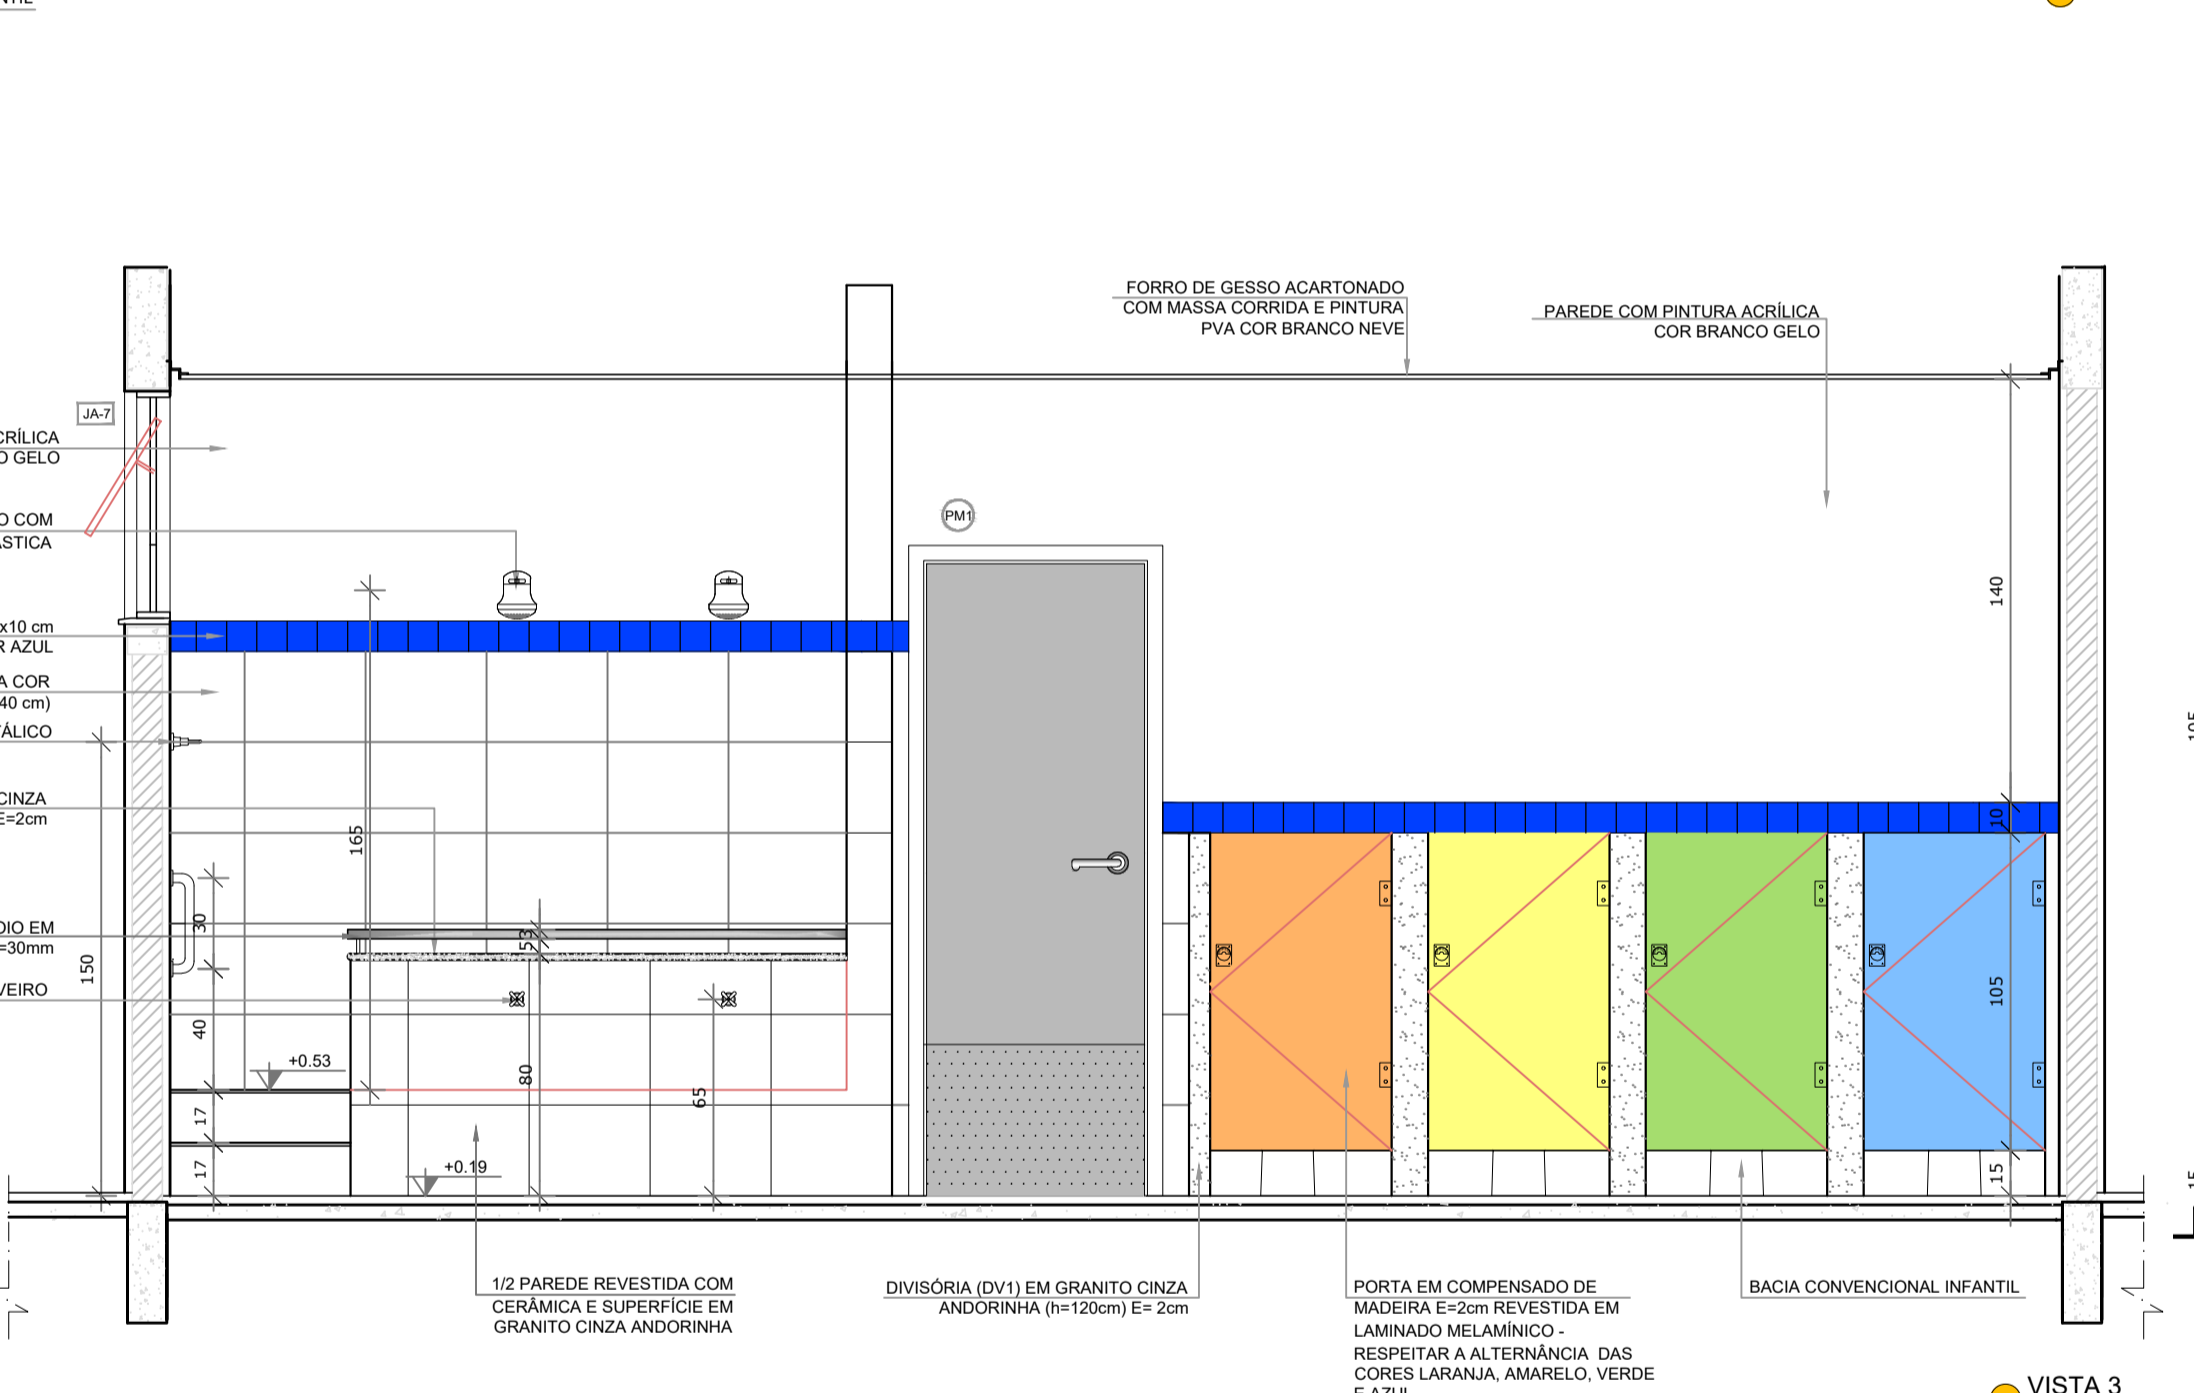 FORRO DE GESSO ACARTONADO
COM MASSA CORRIDA E PINTURA
PVA COR BRANCO NEVE
PAREDE COM PINTURA ACRÍLICA
COR BRANCO GELO
JA-7
CRÍLICA
O GELO
O COM
ÁSTICA
PM1
x10 cm
R AZUL
A COR
40 cm)
TÁLICO
CINZA
E=2cm
OIO EM
=30mm
VEIRO
150
30
40
17
17
165
53
80
65
+0.53
+0.19
140
10
105
15
1/2 PAREDE REVESTIDA COM
CERÂMICA E SUPERFÍCIE EM
GRANITO CINZA ANDORINHA
DIVISÓRIA (DV1) EM GRANITO CINZA
ANDORINHA (h=120cm) E= 2cm
PORTA EM COMPENSADO DE
MADEIRA E=2cm REVESTIDA EM
LAMINADO MELAMÍNICO -
RESPEITAR A ALTERNÂNCIA DAS
CORES LARANJA, AMARELO, VERDE
E AZUL
BACIA CONVENCIONAL INFANTIL
VISTA 3